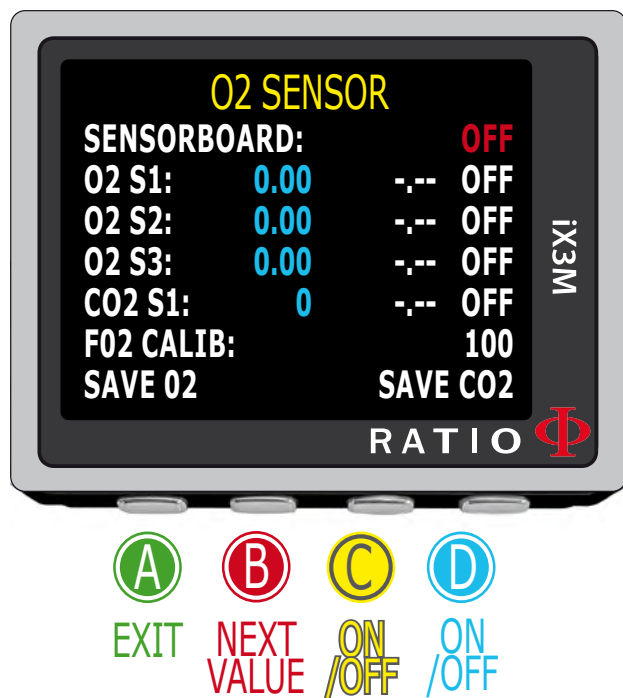 O2 SENSOR
SENSORBOARD: OFF
O2 S1: 0.00 -.-- OFF
O2 S2: 0.00 -.-- OFF
O2 S3: 0.00 -.-- OFF
CO2 S1: 0 -.-- OFF
F02 CALIB: 100
SAVE 02 SAVE CO2
iX3M
RATIO
A B C D
EXIT NEXT VALUE ON /OFF ON /OFF